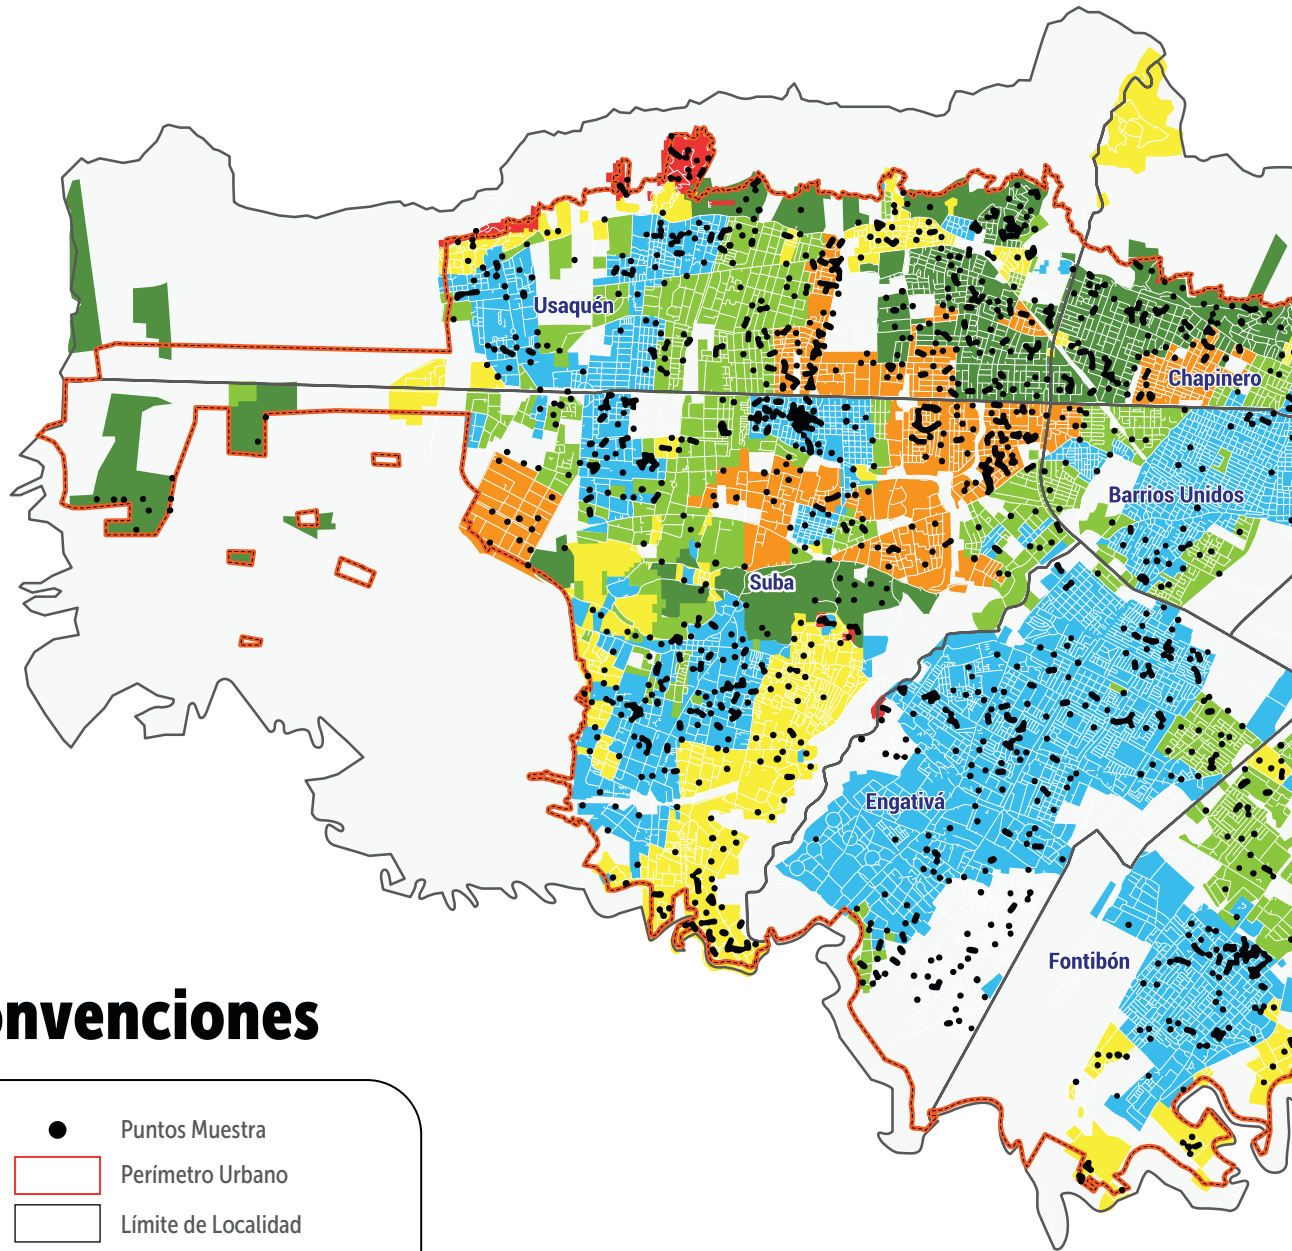 Usaquén
Chapinero
Barrios Unidos
Suba
Engativá
Fontibón
onvenciones
Puntos Muestra
Perímetro Urbano
Límite de Localidad